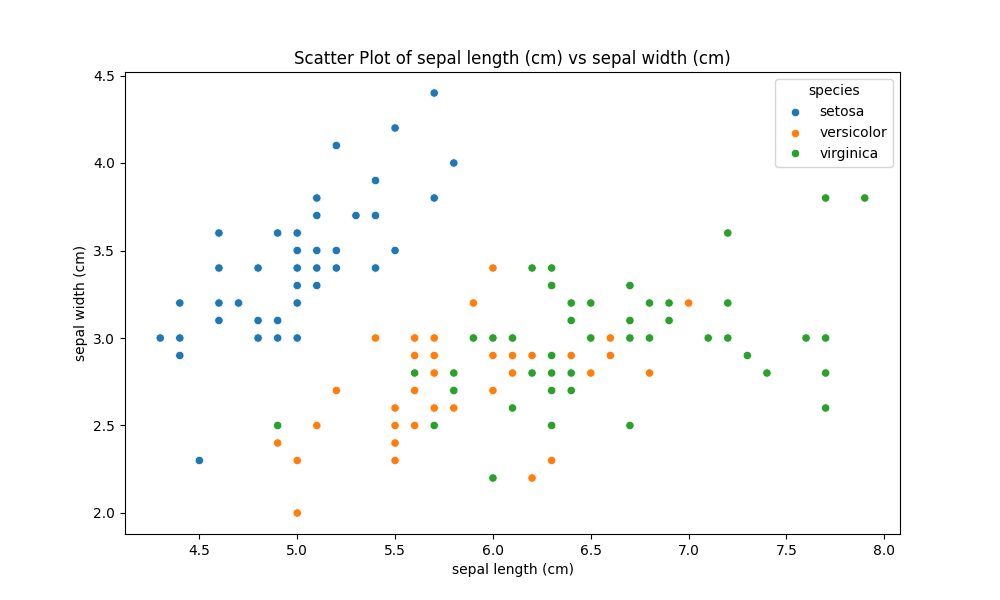 Scatter Plot of sepal length (cm) vs sepal width (cm)
species
setosa
versicolor
virginica
sepal width (cm)
4.5
4.0
3.5
3.0
2.5
2.0
4.5 5.0 5.5 6.0 6.5 7.0 7.5 8.0
sepal length (cm)